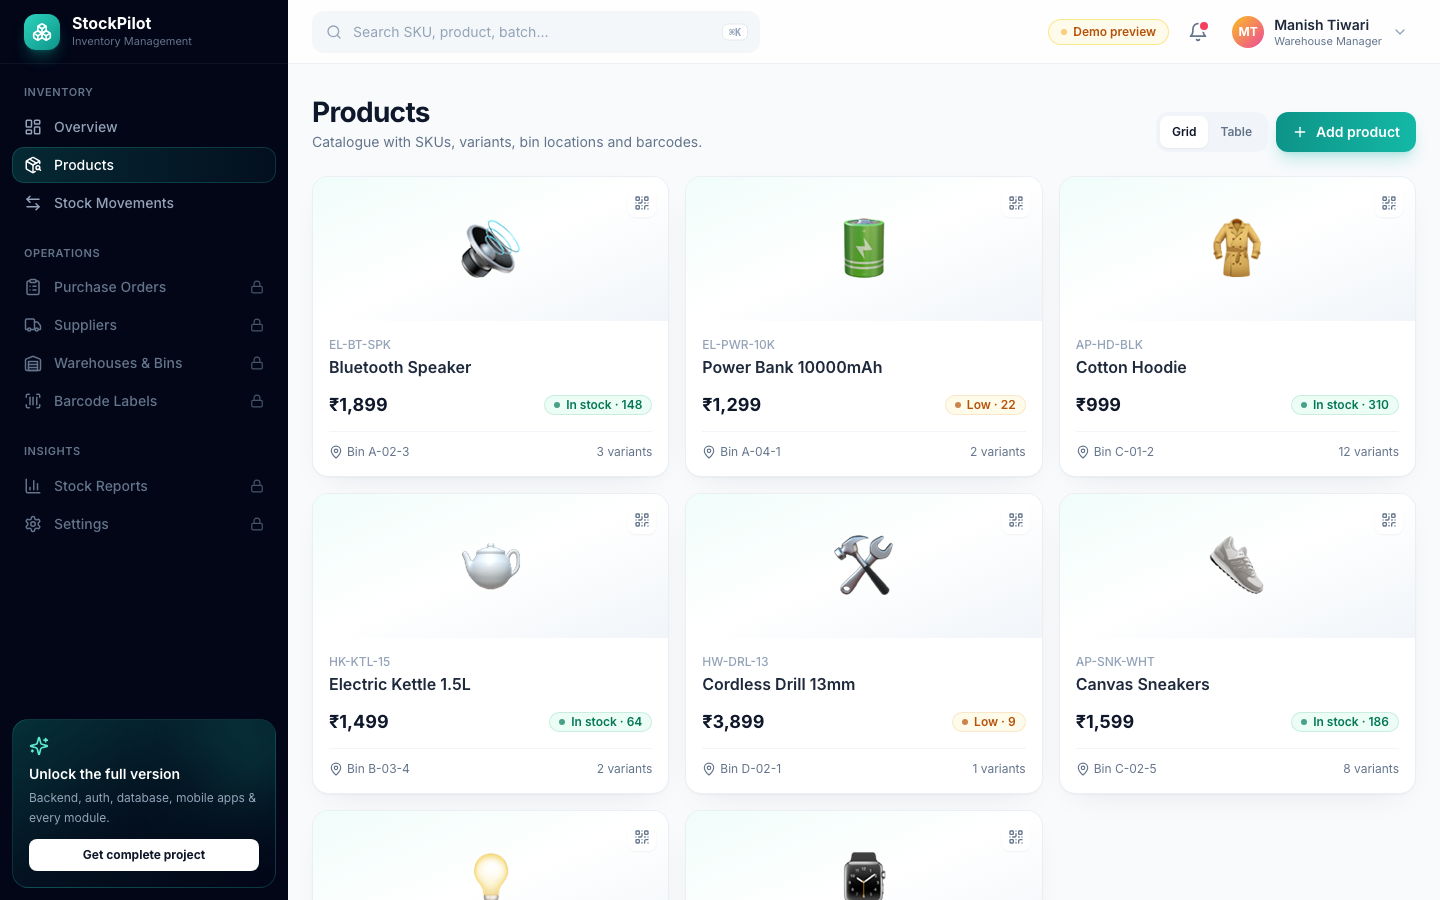 StockPilot
Inventory Management
INVENTORY
Overview
Products
Stock Movements
OPERATIONS
Purchase Orders
Suppliers
Warehouses & Bins
Barcode Labels
INSIGHTS
Stock Reports
Settings
Unlock the full version
Backend, auth, database, mobile apps &
every module.
Get complete project
Search SKU, product, batch...
⌘K
Demo preview
MT
Manish Tiwari
Warehouse Manager
Products
Catalogue with SKUs, variants, bin locations and barcodes.
Grid
Table
Add product
EL-BT-SPK
Bluetooth Speaker
₹1,899
In stock · 148
Bin A-02-3
3 variants
EL-PWR-10K
Power Bank 10000mAh
₹1,299
Low · 22
Bin A-04-1
2 variants
AP-HD-BLK
Cotton Hoodie
₹999
In stock · 310
Bin C-01-2
12 variants
HK-KTL-15
Electric Kettle 1.5L
₹1,499
In stock · 64
Bin B-03-4
2 variants
HW-DRL-13
Cordless Drill 13mm
₹3,899
Low · 9
Bin D-02-1
1 variants
AP-SNK-WHT
Canvas Sneakers
₹1,599
In stock · 186
Bin C-02-5
8 variants